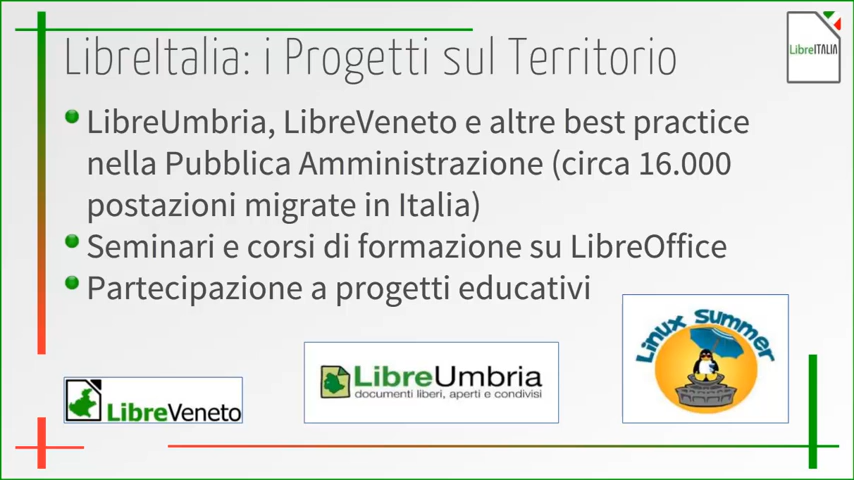 LibreItalia: i Progetti sul Territorio
LibreITALIA
LibreUmbria, LibreVeneto e altre best practice
nella Pubblica Amministrazione (circa 16.000
postazioni migrate in Italia)
Seminari e corsi di formazione su LibreOffice
Partecipazione a progetti educativi
Linux Summer
LibreUmbria
documenti liberi, aperti e condivisi
LibreVeneto